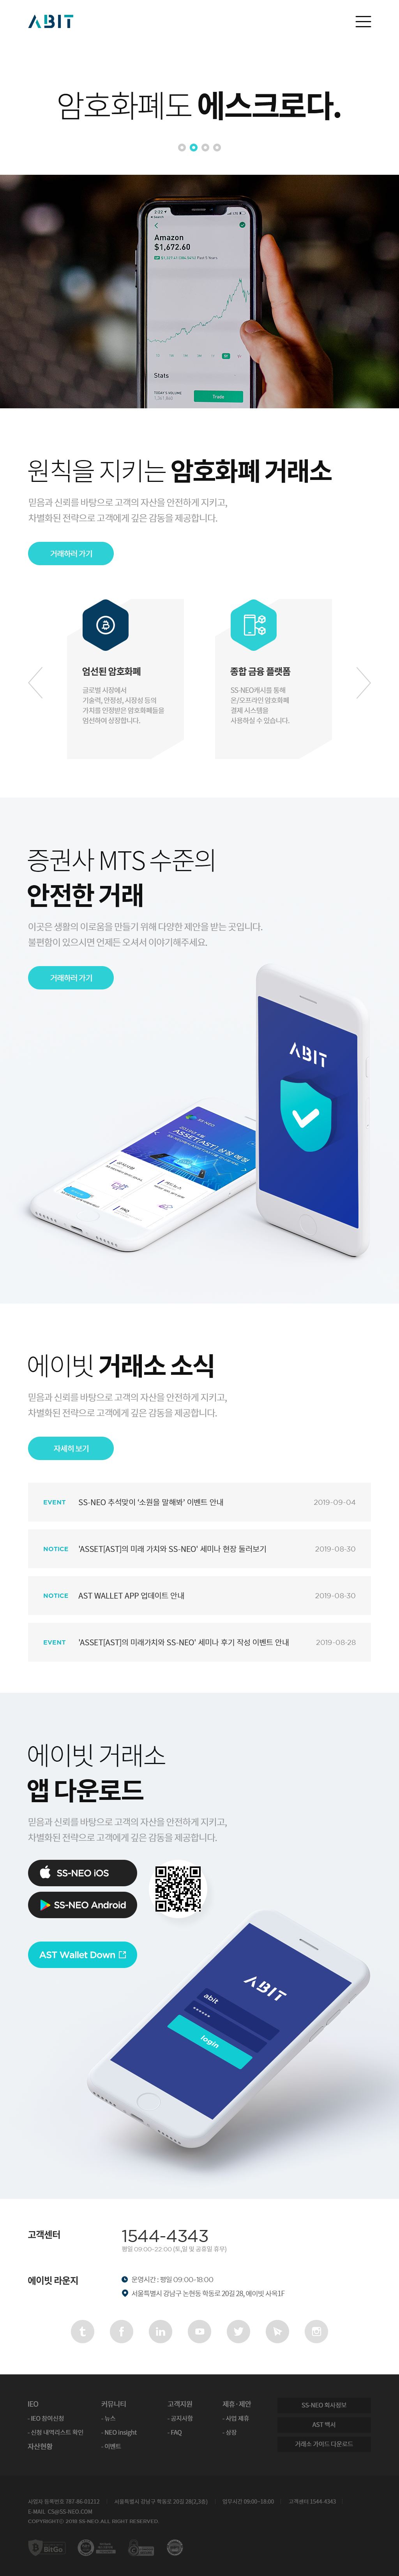 ABIT
암호화폐도 에스크로다.
2:22
Amazon
$1,672.60
Stats
TODAY'S VOLUME
Trade
원칙을 지키는 암호화폐 거래소
믿음과 신뢰를 바탕으로 고객의 자산을 안전하게 지키고,
차별화된 전략으로 고객에게 깊은 감동을 제공합니다.
거래하러 가기
엄선된 암호화폐
글로벌 시장에서
기술력, 안정성, 시장성 등의
가치를 인정받은 암호화폐들을
엄선하여 상장합니다.
종합 금융 플랫폼
SS-NEO캐시를 통해
온/오프라인 암호화폐
결제 시스템을
사용하실 수 있습니다.
증권사 MTS 수준의
안전한 거래
이곳은 생활의 이로움을 만들기 위해 다양한 제안을 받는 곳입니다.
불편함이 있으시면 언제든 오셔서 이야기해주세요.
거래하러 가기
ABIT
SS-NEO
ASSET(AST) 상장 예정
공지사항
FAQ
에이빗 거래소 소식
믿음과 신뢰를 바탕으로 고객의 자산을 안전하게 지키고,
차별화된 전략으로 고객에게 깊은 감동을 제공합니다.
자세히 보기
EVENT SS-NEO 추석맞이 '소원을 말해봐' 이벤트 안내 2019-09-04
NOTICE 'ASSET[AST]의 미래 가치와 SS-NEO' 세미나 현장 둘러보기 2019-08-30
NOTICE AST WALLET APP 업데이트 안내 2019-08-30
EVENT 'ASSET[AST]의 미래가치와 SS-NEO' 세미나 후기 작성 이벤트 안내 2019-08-28
에이빗 거래소
앱 다운로드
믿음과 신뢰를 바탕으로 고객의 자산을 안전하게 지키고,
차별화된 전략으로 고객에게 깊은 감동을 제공합니다.
SS-NEO iOS
SS-NEO Android
AST Wallet Down
ABIT
abit
******
login
고객센터 1544-4343
평일 09:00-22:00 (토,일 및 공휴일 휴무)
에이빗 라운지 운영시간 : 평일 09:00-18:00
서울특별시 강남구 논현동 학동로 20길 28, 에이빗 사옥1F
IEO 커뮤니티 고객지원 제휴·제안 SS-NEO 회사정보
- IEO 참여신청 - 뉴스 - 공지사항 - 사업 제휴 AST 백서
- 신청 내역리스트 확인 - NEO Insight - FAQ - 상장
자산현황 - 이벤트 거래소 가이드 다운로드
사업자 등록번호 787-86-01212 서울특별시 강남구 학동로 20길 28(2,3층) 업무시간 09:00~18:00 고객센터 1544-4343
E-MAIL CS@SS-NEO.COM
COPYRIGHTⓒ 2019 SS-NEO.ALL RIGHT RESERVED.
BitGo